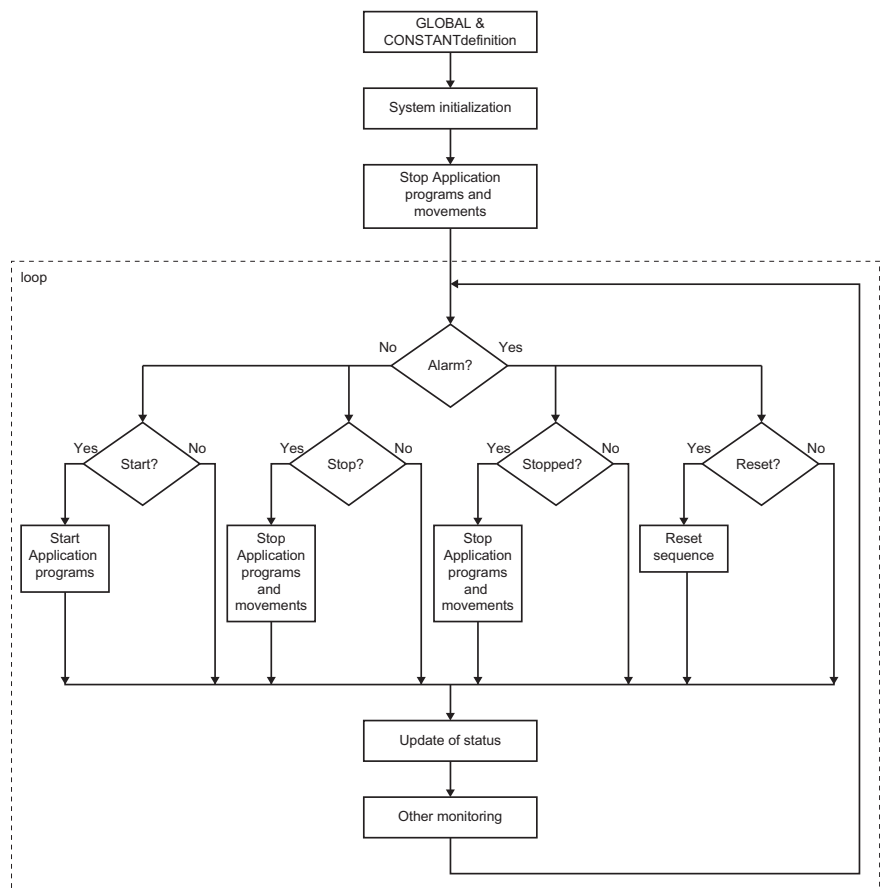 GLOBAL &
CONSTANTdefinition
System initialization
Stop Application
programs and
movements
loop
No
Yes
Alarm?
Yes
No
Start?
Yes
No
Stop?
Yes
No
Stopped?
Yes
No
Reset?
Start
Application
programs
Stop
Application
programs
and
movements
Stop
Application
programs
and
movements
Reset
sequence
Update of status
Other monitoring